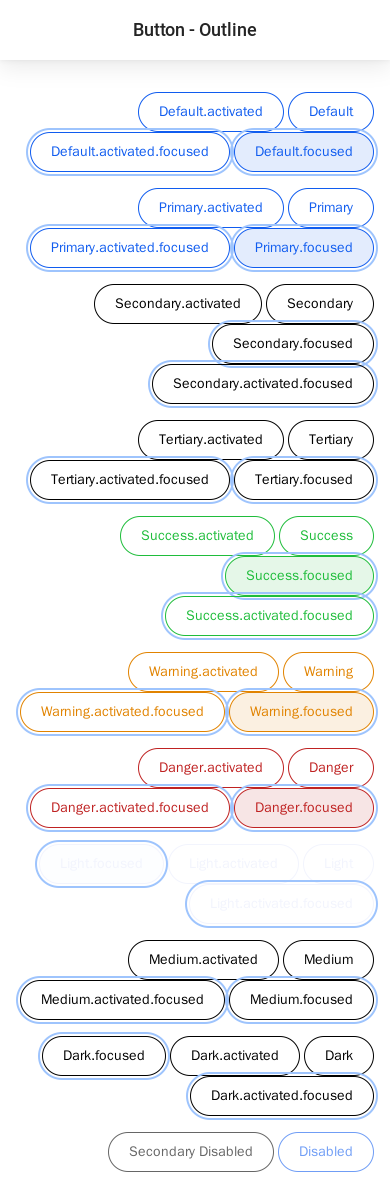 Button - Outline
Default.activated Default
Default.activated.focused Default.focused
Primary.activated Primary
Primary.activated.focused Primary.focused
Secondary.activated Secondary
Secondary.focused
Secondary.activated.focused
Tertiary.activated Tertiary
Tertiary.activated.focused Tertiary.focused
Success.activated Success
Success.focused
Success.activated.focused
Warning.activated Warning
Warning.activated.focused Warning.focused
Danger.activated Danger
Danger.activated.focused Danger.focused
Light.focused Light.activated Light
Light.activated.focused
Medium.activated Medium
Medium.activated.focused Medium.focused
Dark.focused Dark.activated Dark
Dark.activated.focused
Secondary Disabled Disabled